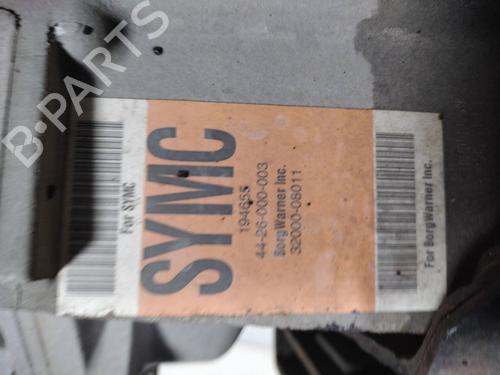 For SYMC
SYMC
194655
44-26-000-003
BorgWarner Inc.
32000-08011
For BorgWarner Inc.
B-PARTS